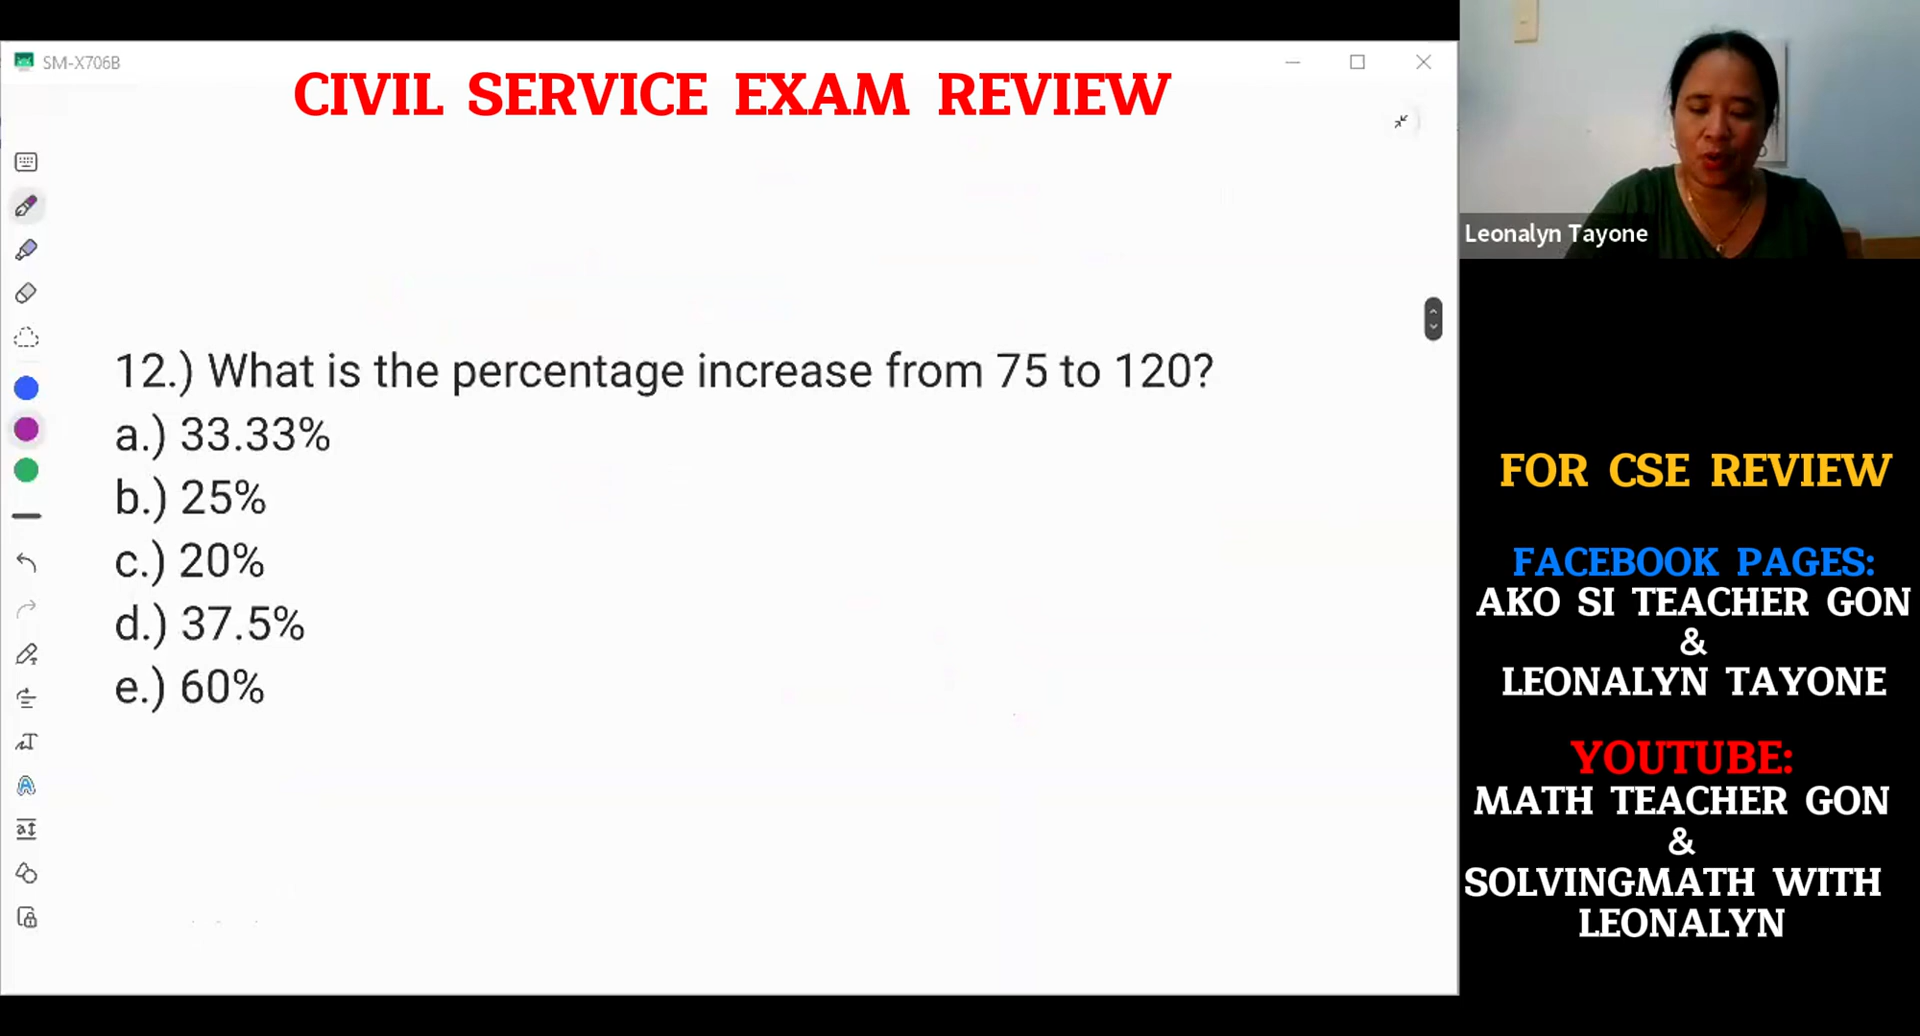 SM-X706B
CIVIL SERVICE EXAM REVIEW
12.) What is the percentage increase from 75 to 120?
a.) 33.33%
b.) 25%
c.) 20%
d.) 37.5%
e.) 60%
Leonalyn Tayone
FOR CSE REVIEW
FACEBOOK PAGES:
AKO SI TEACHER GON
&
LEONALYN TAYONE
YOUTUBE:
MATH TEACHER GON
&
SOLVINGMATH WITH
LEONALYN